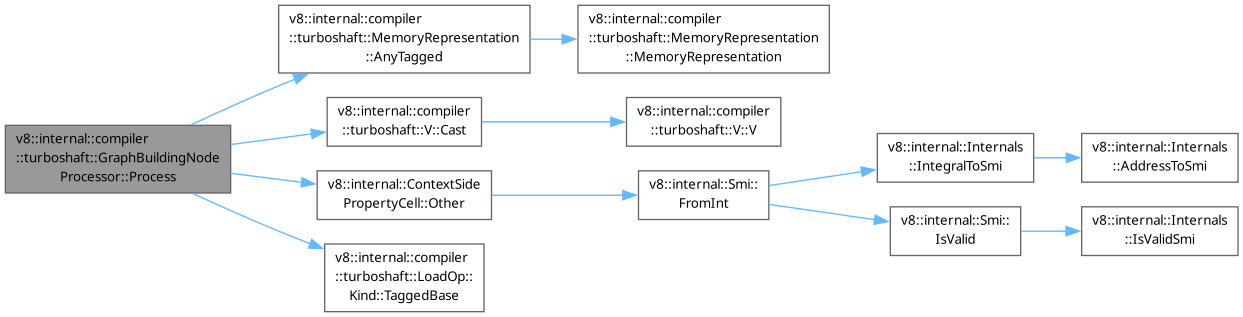 v8::internal::compiler
::turboshaft::GraphBuildingNode
Processor::Process
v8::internal::compiler
::turboshaft::MemoryRepresentation
::AnyTagged
v8::internal::compiler
::turboshaft::MemoryRepresentation
::MemoryRepresentation
v8::internal::compiler
::turboshaft::V::Cast
v8::internal::compiler
::turboshaft::V::V
v8::internal::ContextSide
PropertyCell::Other
v8::internal::Smi::
FromInt
v8::internal::Internals
::IntegralToSmi
v8::internal::Internals
::AddressToSmi
v8::internal::Smi::
IsValid
v8::internal::Internals
::IsValidSmi
v8::internal::compiler
::turboshaft::LoadOp::
Kind::TaggedBase